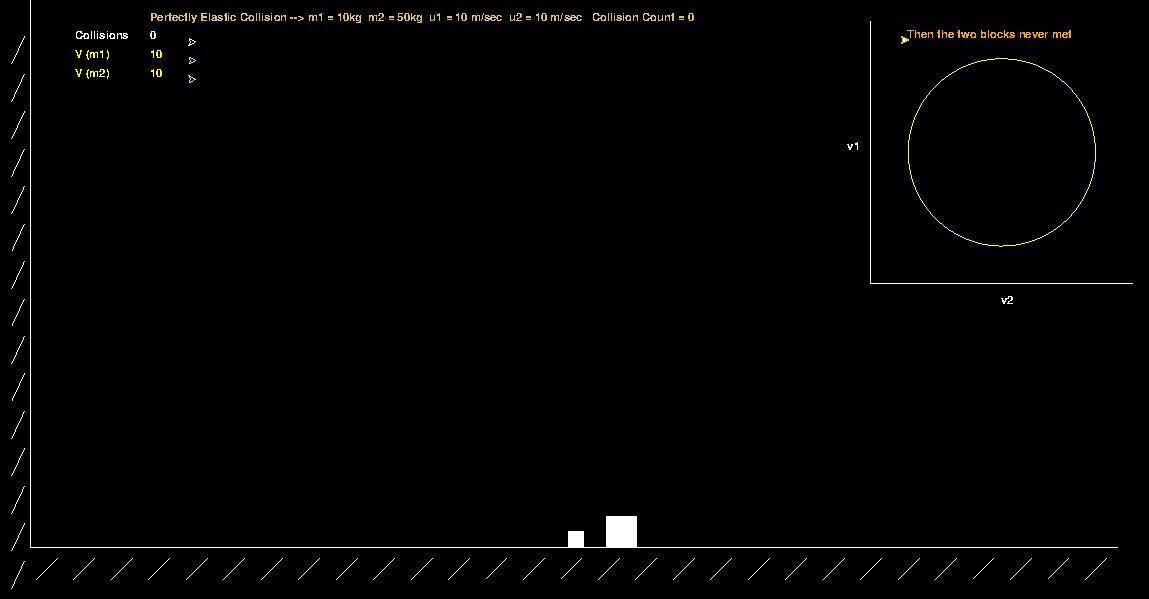 Perfectly Elastic Collision --> m1 = 10kg  m2 = 50kg  u1 = 10 m/sec  u2 = 10 m/sec   Collision Count = 0
Collisions 0
V (m1) 10
V (m2) 10
Then the two blocks never met
v1
v2